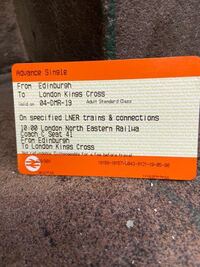 Advance Single
From Edinburgh
To London Kings Cross
Valid on 04-OMR-19 Adult Standard Class
On specified LNER trains & connections
10:00 London North Eastern Railwa
Coach C Seat 41
From Edinburgh
To London Kings Cross